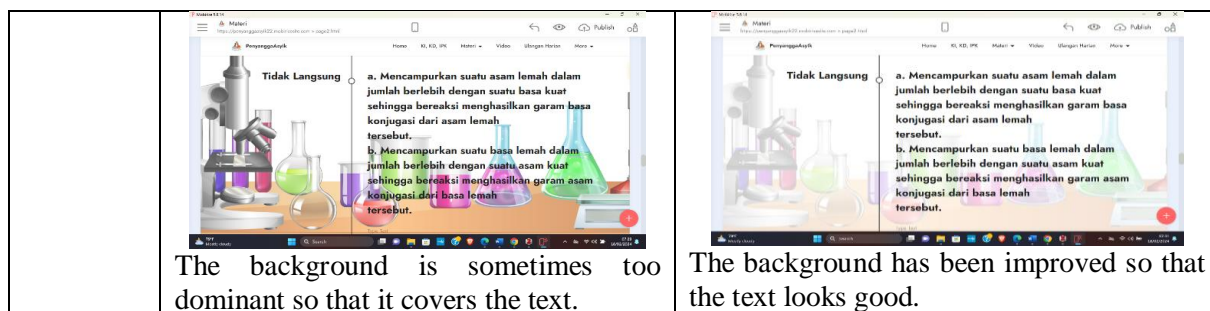 Materi
Publish
PenyanggaAsyik
Home KI, KD, IPK Materi Video Ulangan Harian More
Tidak Langsung
a. Mencampurkan suatu asam lemah dalam
jumlah berlebih dengan suatu basa kuat
sehingga bereaksi menghasilkan garam basa
konjugasi dari asam lemah
tersebut.
b. Mencampurkan suatu basa lemah dalam
jumlah berlebih dengan suatu asam kuat
sehingga bereaksi menghasilkan garam asam
konjugasi dari basa lemah
tersebut.
Search
The background is sometimes too
dominant so that it covers the text.
Materi
Publish
PenyanggaAsyik
Home KI, KD, IPK Materi Video Ulangan Harian More
Tidak Langsung
a. Mencampurkan suatu asam lemah dalam
jumlah berlebih dengan suatu basa kuat
sehingga bereaksi menghasilkan garam basa
konjugasi dari asam lemah
tersebut.
b. Mencampurkan suatu basa lemah dalam
jumlah berlebih dengan suatu asam kuat
sehingga bereaksi menghasilkan garam asam
konjugasi dari basa lemah
tersebut.
Search
The background has been improved so that
the text looks good.